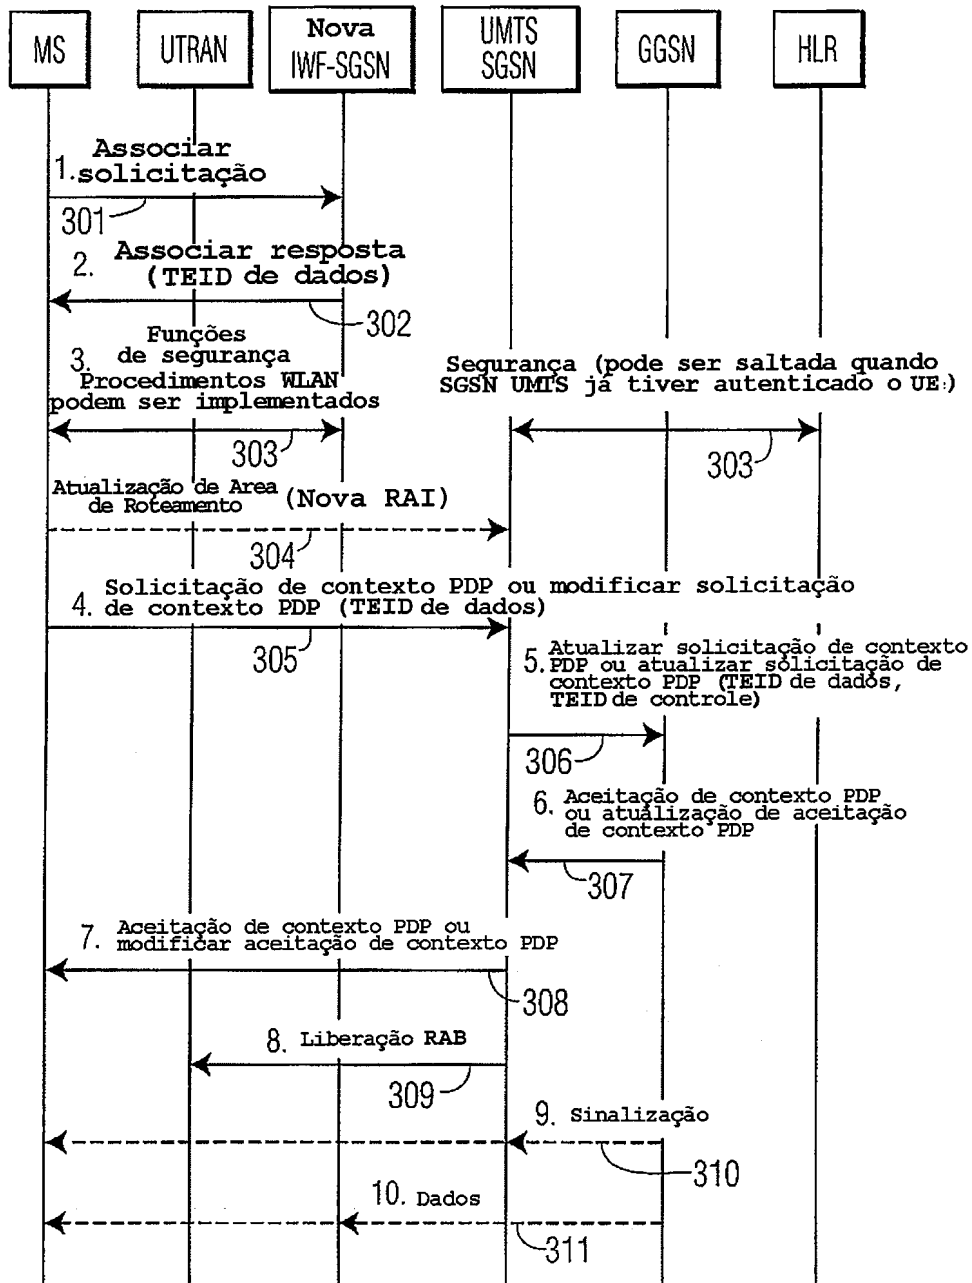 MS
UTRAN
Nova
IWF-SGSN
UMTS
SGSN
GGSN
HLR
1. Associar
solicitação
301
2. Associar resposta
(TEID de dados)
302
3. Funções
de segurança
Procedimentos WLAN
podem ser implementados
303
Segurança (pode ser saltada quando
SGSN UMTS já tiver autenticado o UE:)
303
Atualização de Area
de Roteamento (Nova RAI)
304
4. Solicitação de contexto PDP ou modificar solicitação
de contexto PDP (TEID de dados)
305
5. Atualizar solicitação de contexto
PDP ou atualizar solicitação de
contexto PDP (TEID de dados,
TEID de controle)
306
6. Aceitação de contexto PDP
ou atualização de aceitação
de contexto PDP
307
7. Aceitação de contexto PDP ou
modificar aceitação de contexto PDP
308
8. Liberação RAB
309
9. Sinalização
310
10. Dados
311